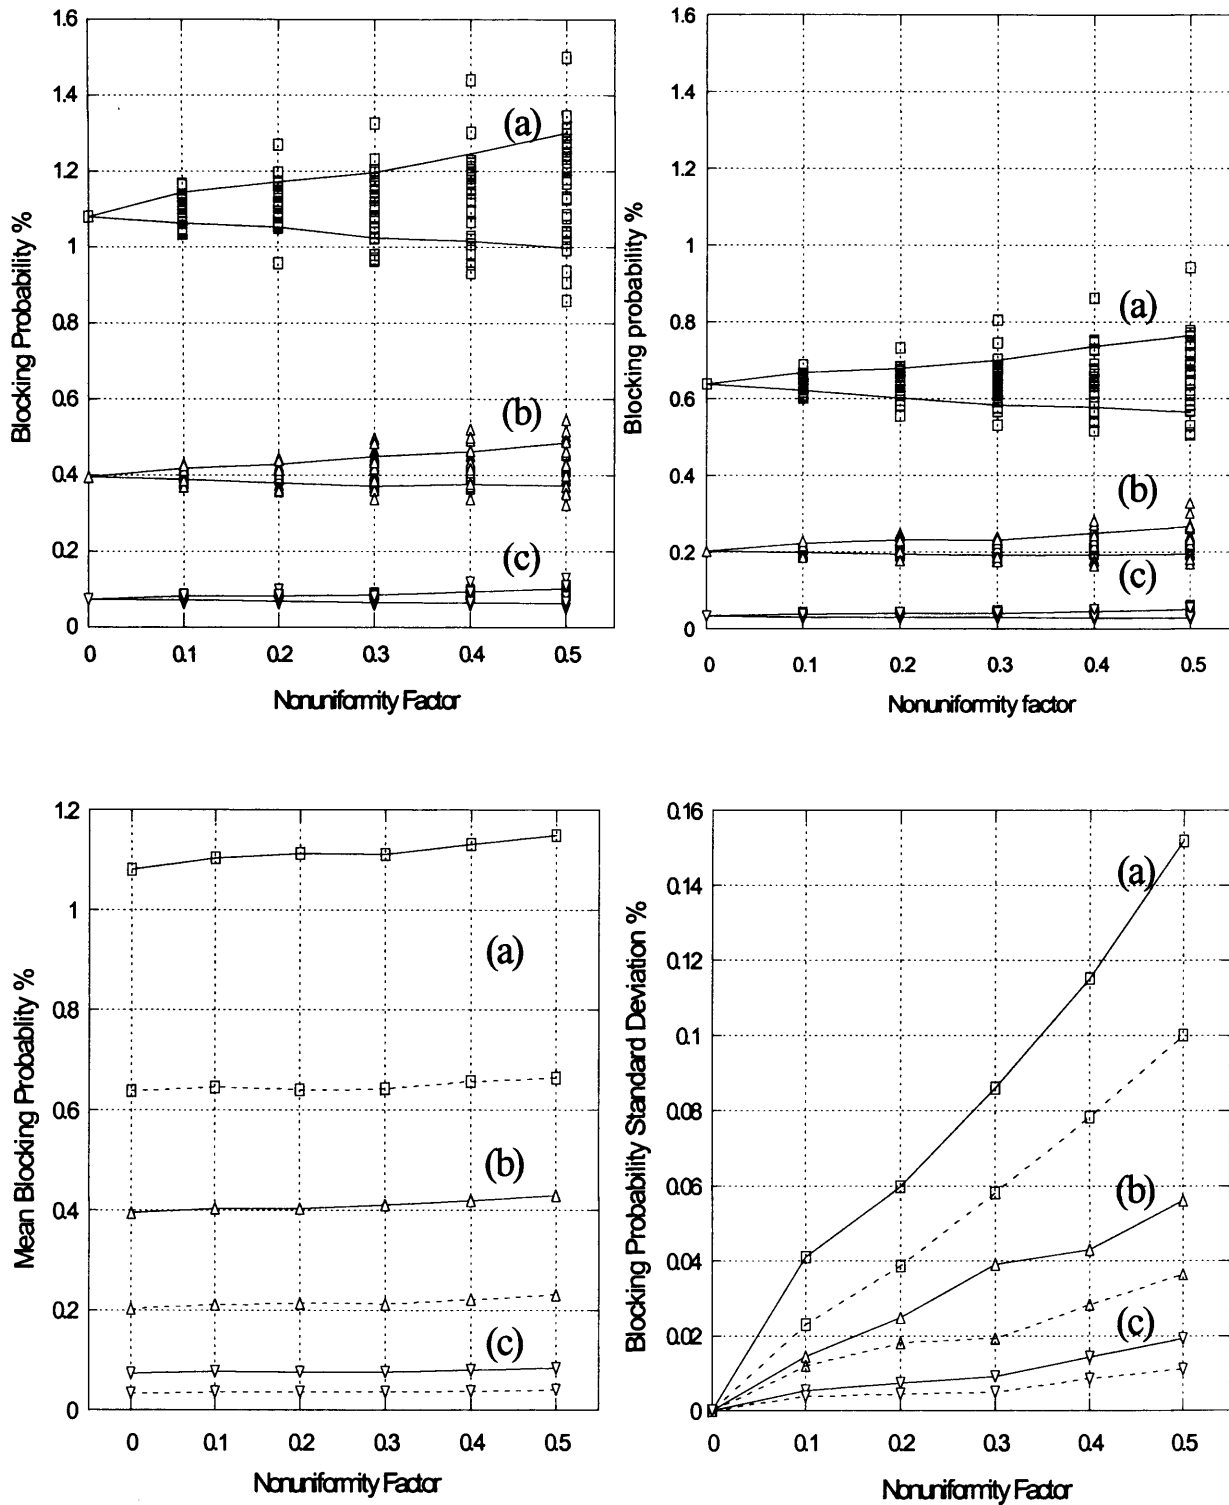 1.6
1.4
1.2
1
0.8
0.6
0.4
0.2
0
Blocking Probability %
(a)
(b)
(c)
0 0.1 0.2 0.3 0.4 0.5
Nonuniformity Factor
1.6
1.4
1.2
1
0.8
0.6
0.4
0.2
0
Blocking probability %
(a)
(b)
(c)
0 0.1 0.2 0.3 0.4 0.5
Nonuniformity factor
1.2
1
0.8
0.6
0.4
0.2
0
Mean Blocking Probablity %
(a)
(b)
(c)
0 0.1 0.2 0.3 0.4 0.5
Nonuniformity Factor
0.16
0.14
0.12
0.1
0.08
0.06
0.04
0.02
0
Blocking Probability Standard Deviation %
(a)
(b)
(c)
0 0.1 0.2 0.3 0.4 0.5
Nonuniformity Factor